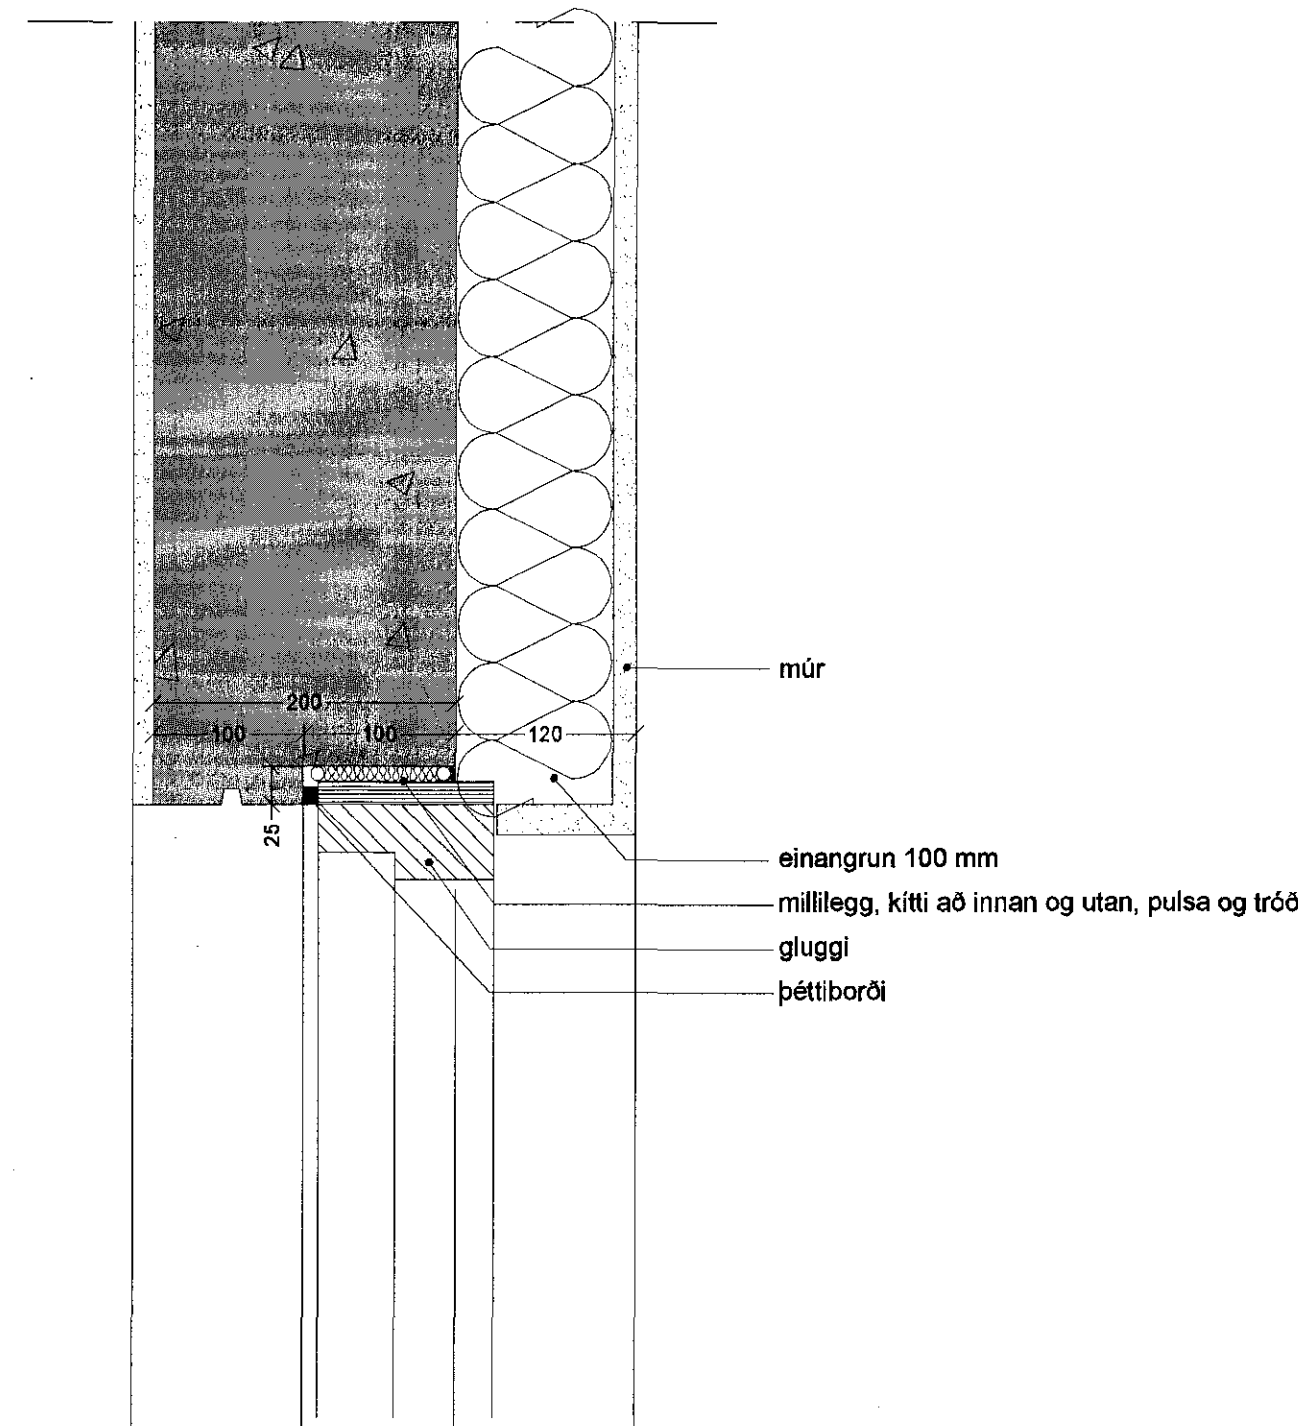 múr
200
100
100
120
25
einangrun 100 mm
millilegg, kítti að innan og utan, pulsa og tróð
gluggi
þéttiborði